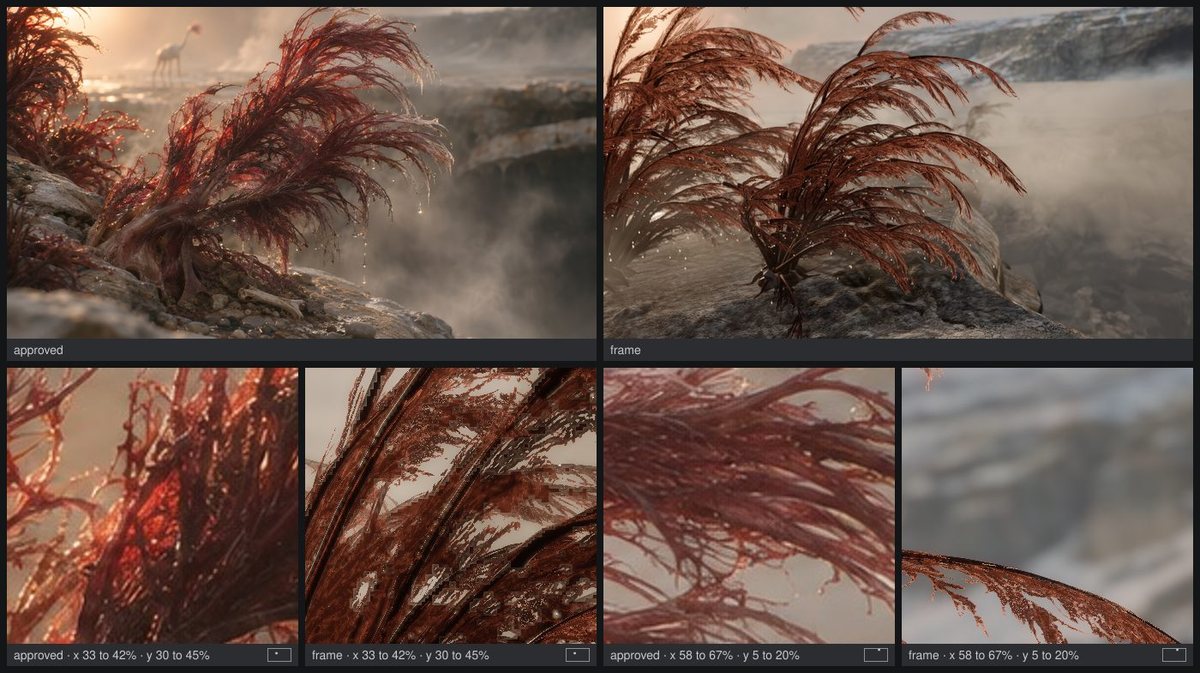 approved
frame
approved · x 33 to 42% · y 30 to 45%
frame · x 33 to 42% · y 30 to 45%
approved · x 58 to 67% · y 5 to 20%
frame · x 58 to 67% · y 5 to 20%